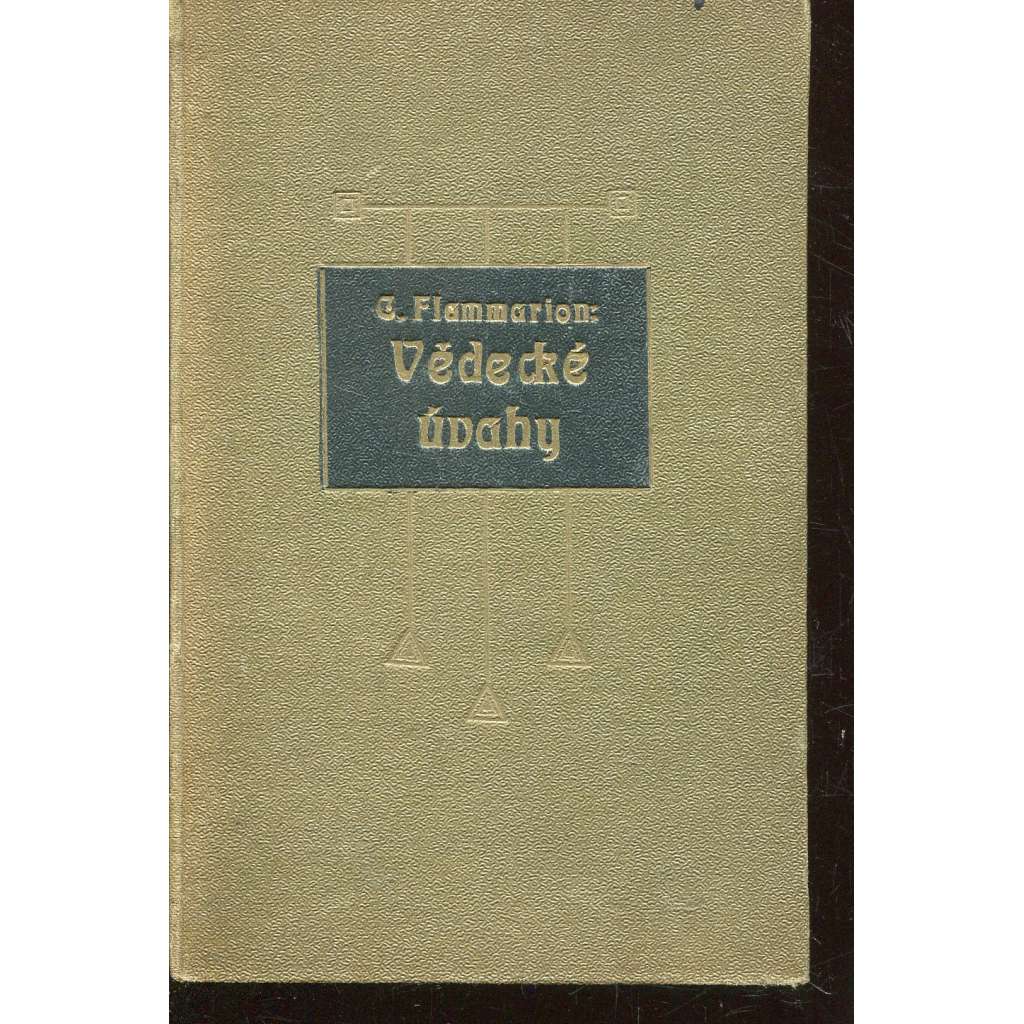 C. Flammarion:
Vědecké
úvahy